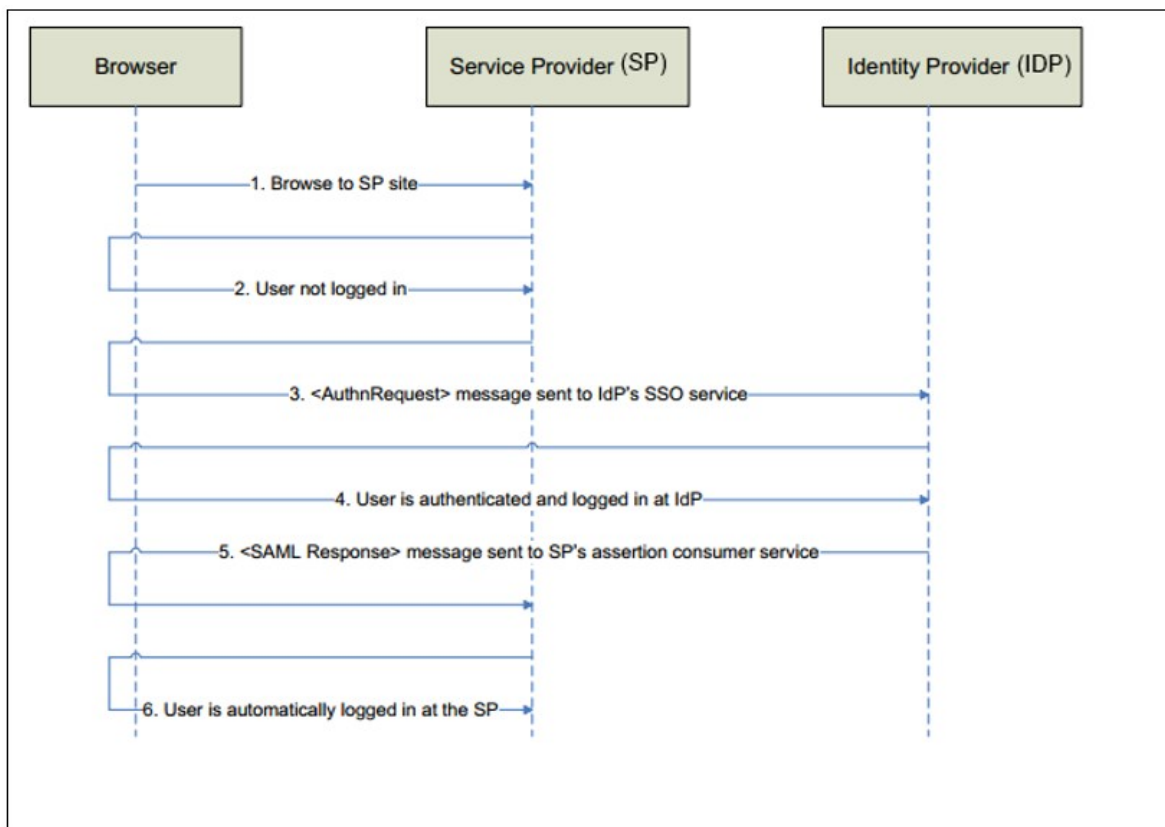 Browser
Service Provider (SP)
Identity Provider (IDP)
1. Browse to SP site
2. User not logged in
3. <AuthnRequest> message sent to IdP's SSO service
4. User is authenticated and logged in at IdP
5. <SAML Response> message sent to SP's assertion consumer service
6. User is automatically logged in at the SP